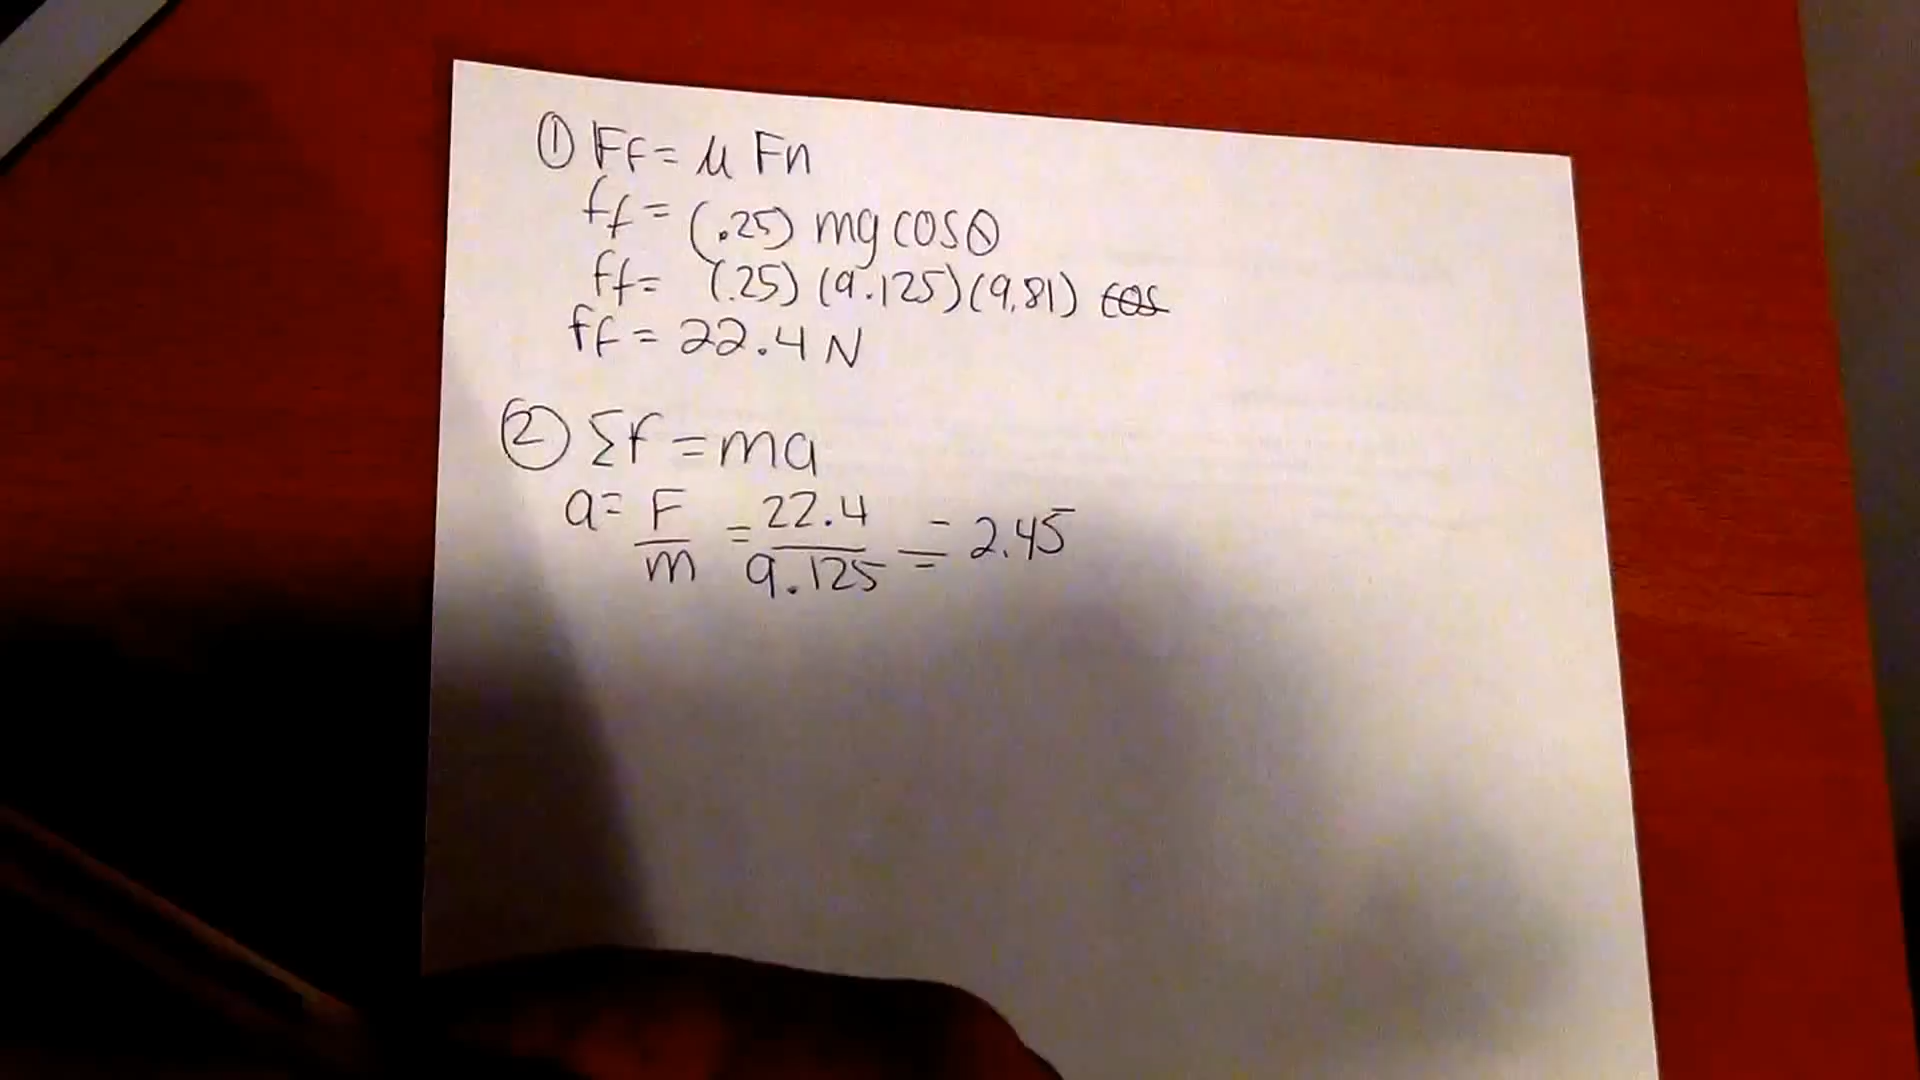 ① Ff = μ Fn
ff = (.25) mg cosθ
ff = (.25) (9.125) (9.81) cos
ff = 22.4 N
② Σf = ma
a = F/m = 22.4/9.125 = = 2.45